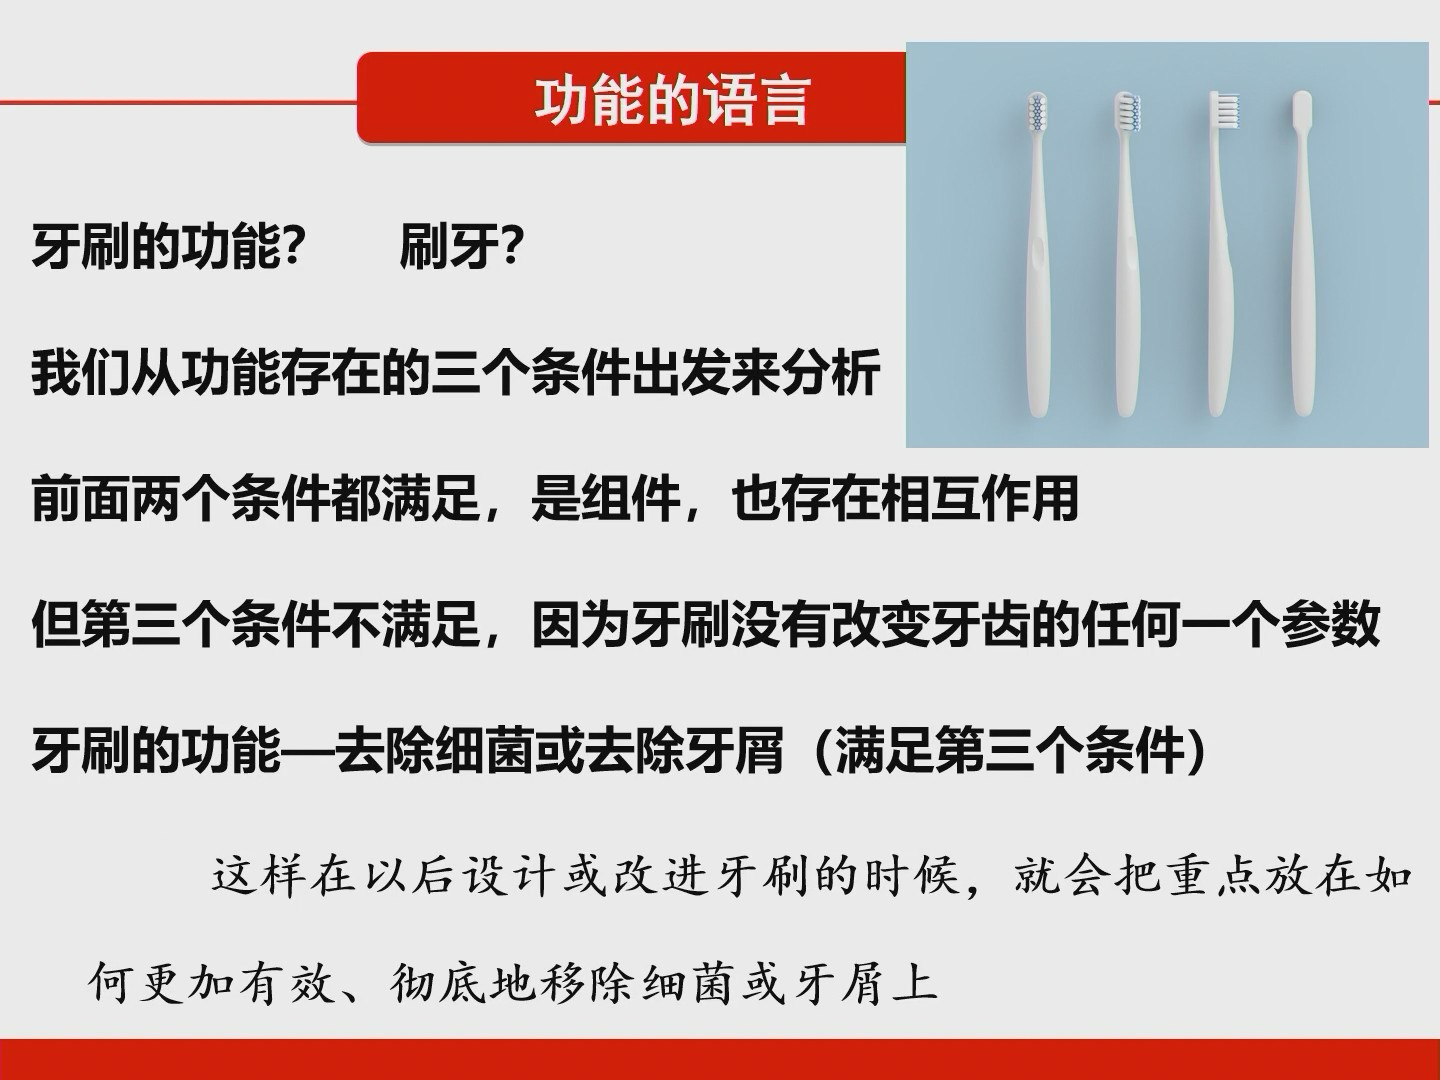 功能的语言
牙刷的功能？ 刷牙？
我们从功能存在的三个条件出发来分析
前面两个条件都满足，是组件，也存在相互作用
但第三个条件不满足，因为牙刷没有改变牙齿的任何一个参数
牙刷的功能—去除细菌或去除牙屑（满足第三个条件）
这样在以后设计或改进牙刷的时候，就会把重点放在如
何更加有效、彻底地移除细菌或牙屑上